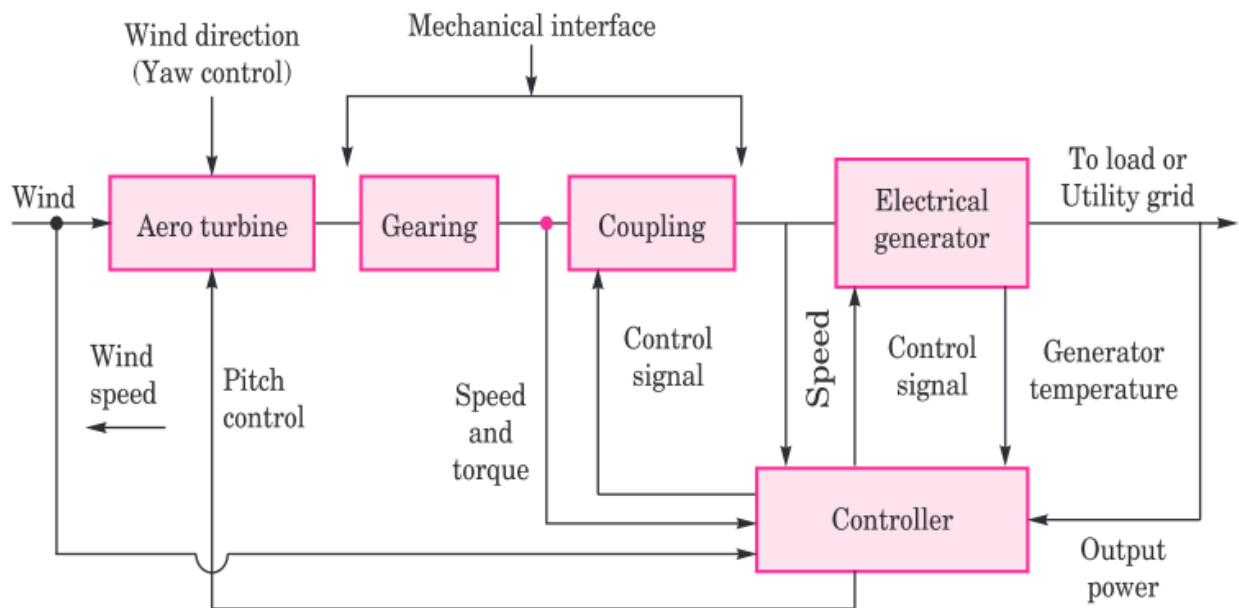 Mechanical interface
Wind direction
(Yaw control)
To load or
Utility grid
Wind
Aero turbine
Gearing
Coupling
Electrical
generator
Wind
speed
Pitch
control
Speed
and
torque
Control
signal
Speed
Control
signal
Generator
temperature
Controller
Output
power